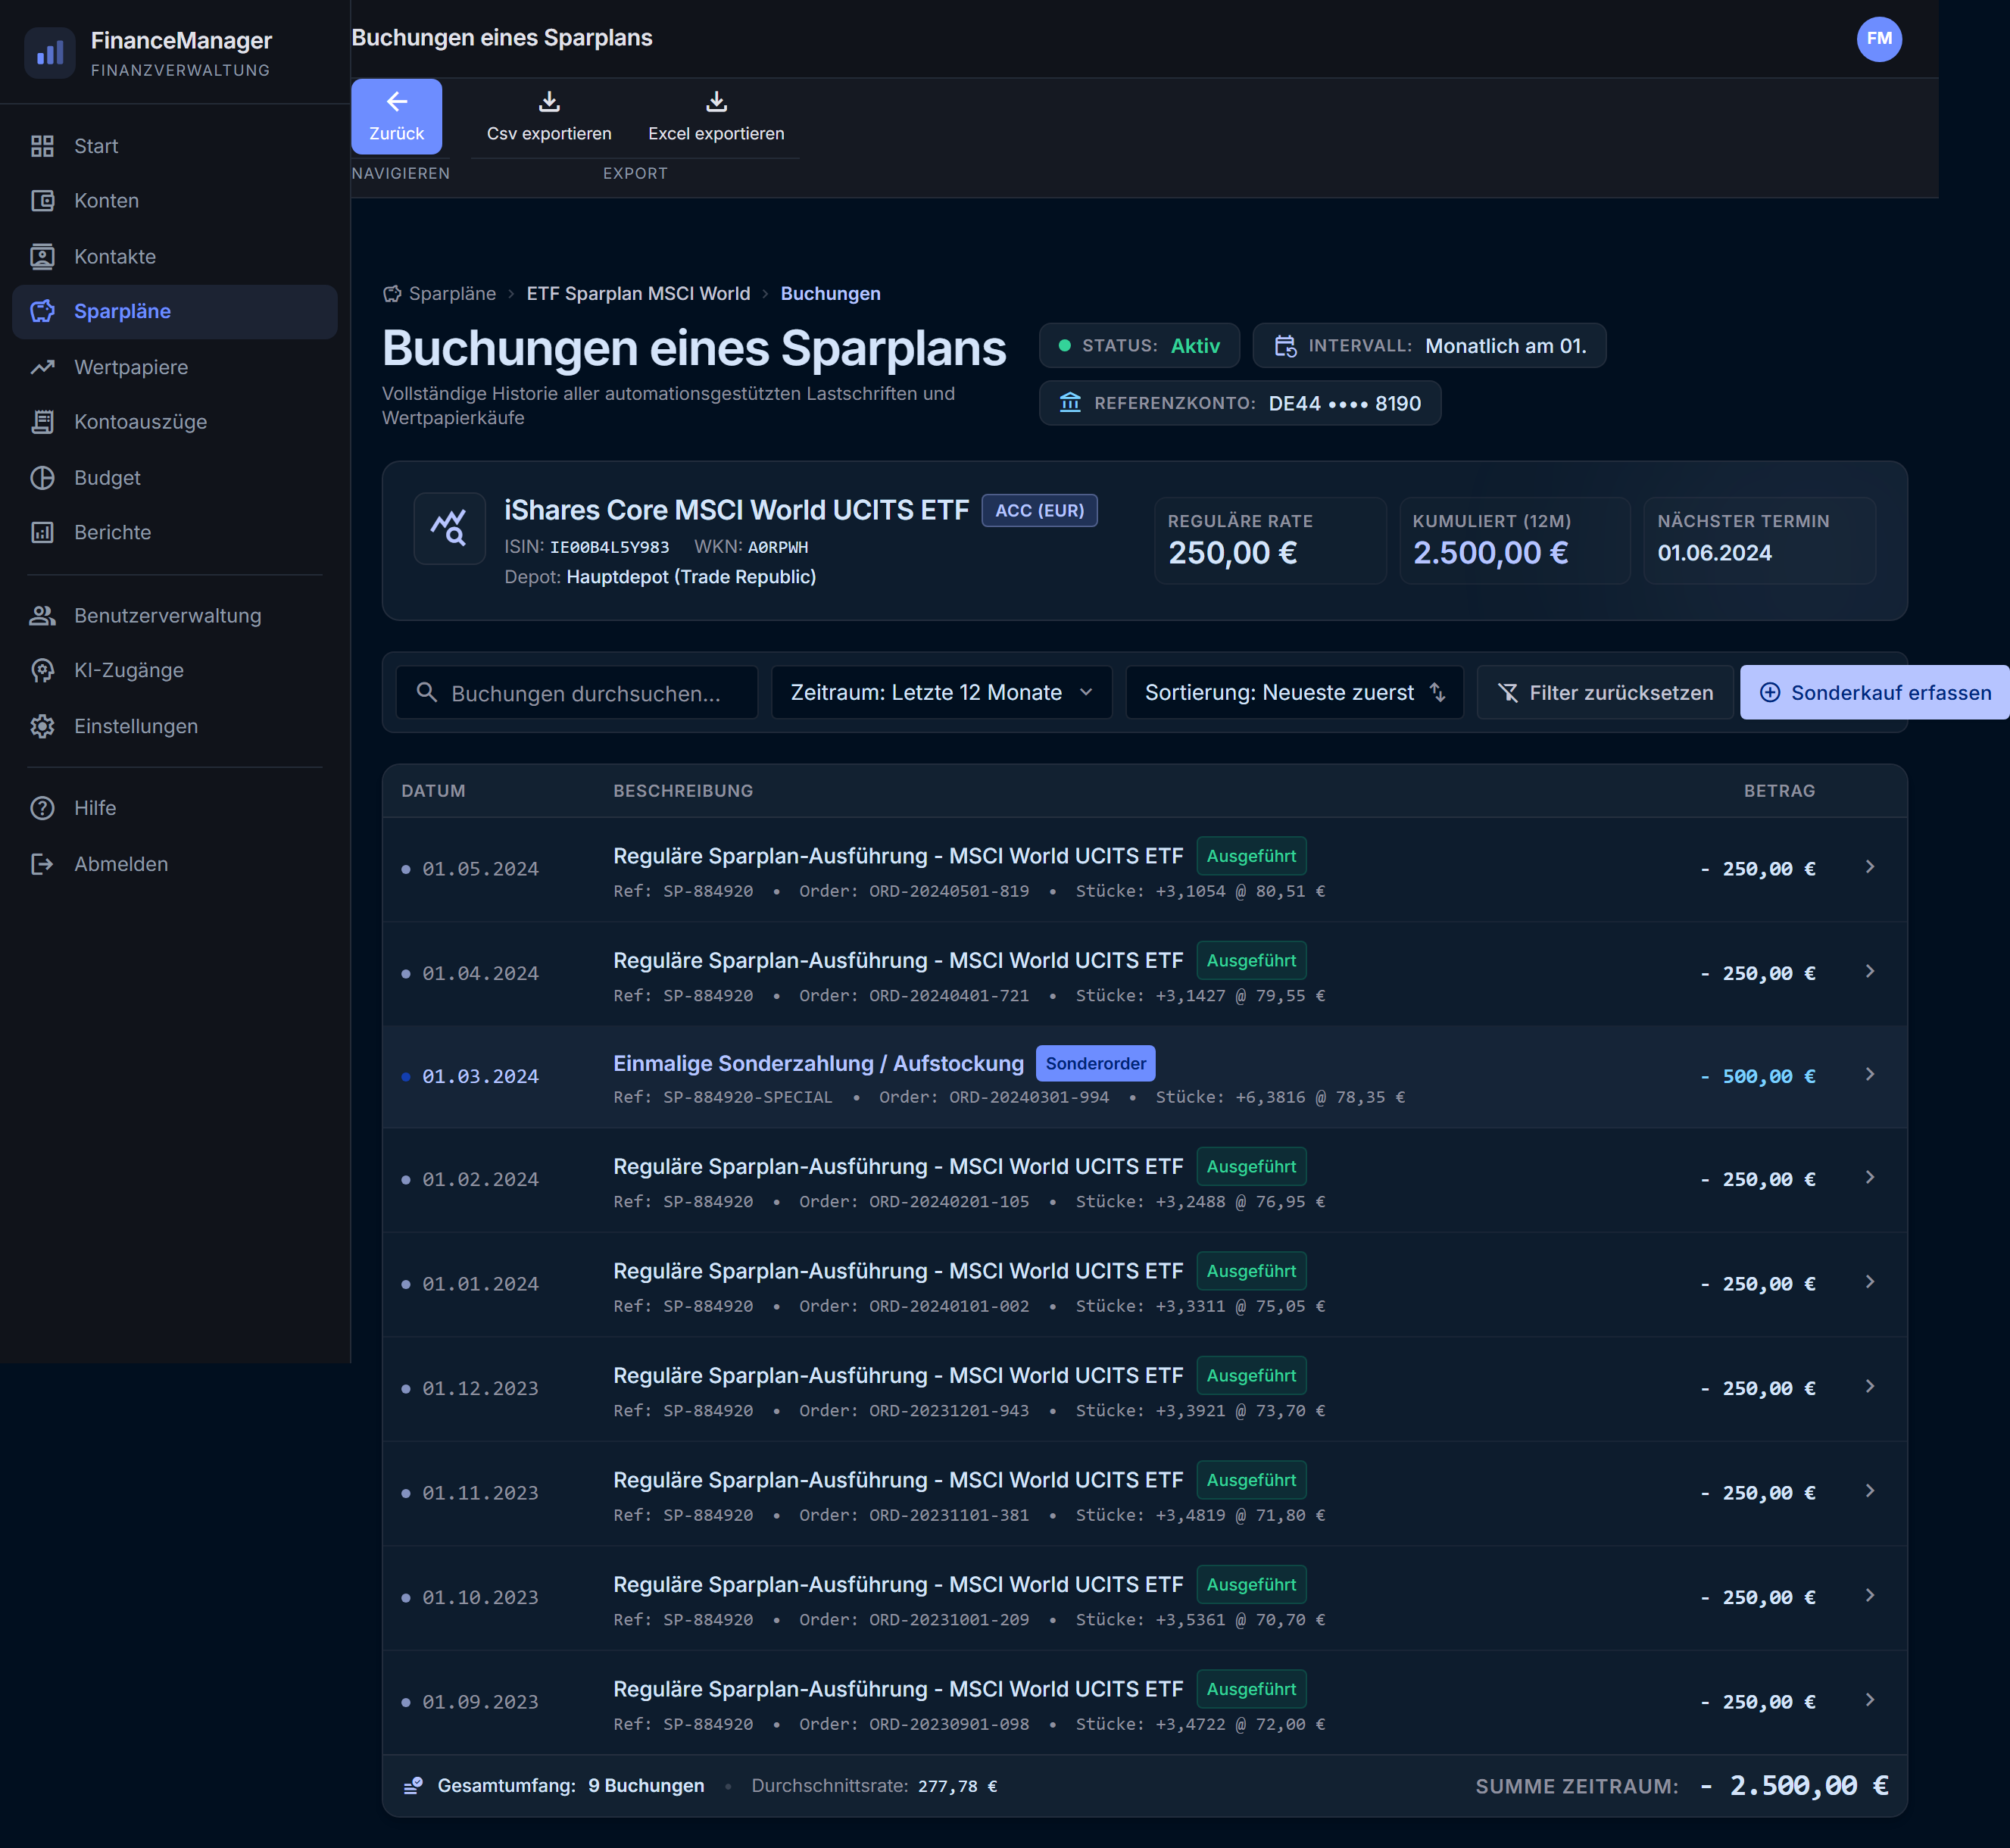 FinanceManager
FINANZVERWALTUNG
Start
Konten
Kontakte
Sparpläne
Wertpapiere
Kontoauszüge
Budget
Berichte
Benutzerverwaltung
KI-Zugänge
Einstellungen
Hilfe
Abmelden
Buchungen eines Sparplans
FM
Zurück
Csv exportieren
Excel exportieren
NAVIGIEREN
EXPORT
Sparpläne › ETF Sparplan MSCI World › Buchungen
Buchungen eines Sparplans
Vollständige Historie aller automationsgestützten Lastschriften und
Wertpapierkäufe
STATUS: Aktiv
INTERVALL: Monatlich am 01.
REFERENZKONTO: DE44 •••• 8190
iShares Core MSCI World UCITS ETF ACC (EUR)
ISIN: IE00B4L5Y983 WKN: A0RPWH
Depot: Hauptdepot (Trade Republic)
REGULÄRE RATE
250,00 €
KUMULIERT (12M)
2.500,00 €
NÄCHSTER TERMIN
01.06.2024
Buchungen durchsuchen...
Zeitraum: Letzte 12 Monate
Sortierung: Neueste zuerst
Filter zurücksetzen
Sonderkauf erfassen
DATUM BESCHREIBUNG BETRAG
01.05.2024 Reguläre Sparplan-Ausführung - MSCI World UCITS ETF Ausgeführt - 250,00 €
Ref: SP-884920 • Order: ORD-20240501-819 • Stücke: +3,1054 @ 80,51 €
01.04.2024 Reguläre Sparplan-Ausführung - MSCI World UCITS ETF Ausgeführt - 250,00 €
Ref: SP-884920 • Order: ORD-20240401-721 • Stücke: +3,1427 @ 79,55 €
01.03.2024 Einmalige Sonderzahlung / Aufstockung Sonderorder - 500,00 €
Ref: SP-884920-SPECIAL • Order: ORD-20240301-994 • Stücke: +6,3816 @ 78,35 €
01.02.2024 Reguläre Sparplan-Ausführung - MSCI World UCITS ETF Ausgeführt - 250,00 €
Ref: SP-884920 • Order: ORD-20240201-105 • Stücke: +3,2488 @ 76,95 €
01.01.2024 Reguläre Sparplan-Ausführung - MSCI World UCITS ETF Ausgeführt - 250,00 €
Ref: SP-884920 • Order: ORD-20240101-002 • Stücke: +3,3311 @ 75,05 €
01.12.2023 Reguläre Sparplan-Ausführung - MSCI World UCITS ETF Ausgeführt - 250,00 €
Ref: SP-884920 • Order: ORD-20231201-943 • Stücke: +3,3921 @ 73,70 €
01.11.2023 Reguläre Sparplan-Ausführung - MSCI World UCITS ETF Ausgeführt - 250,00 €
Ref: SP-884920 • Order: ORD-20231101-381 • Stücke: +3,4819 @ 71,80 €
01.10.2023 Reguläre Sparplan-Ausführung - MSCI World UCITS ETF Ausgeführt - 250,00 €
Ref: SP-884920 • Order: ORD-20231001-209 • Stücke: +3,5361 @ 70,70 €
01.09.2023 Reguläre Sparplan-Ausführung - MSCI World UCITS ETF Ausgeführt - 250,00 €
Ref: SP-884920 • Order: ORD-20230901-098 • Stücke: +3,4722 @ 72,00 €
Gesamtumfang: 9 Buchungen • Durchschnittsrate: 277,78 € SUMME ZEITRAUM: - 2.500,00 €